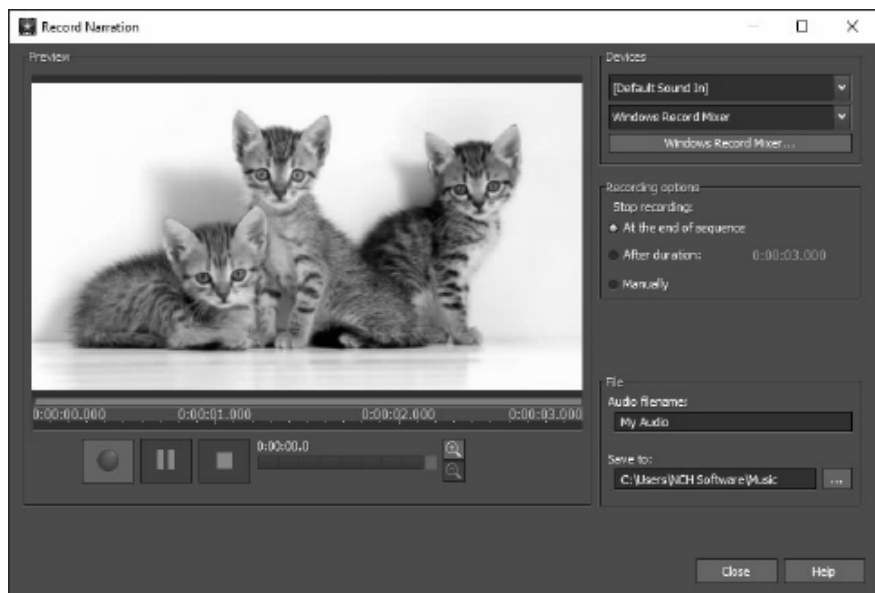 Record Narration
Preview
0:00:00.000 0:00:01.000 0:00:02.000 0:00:03.000
0:00:00.0
Devices
[Default Sound In]
Windows Record Mixer
Windows Record Mixer...
Recording options
Stop recording:
At the end of sequence
After duration: 0:00:03.000
Manually
File
Audio filename:
My Audio
Save to:
C:\Users\NCH Software\Music ...
Close Help